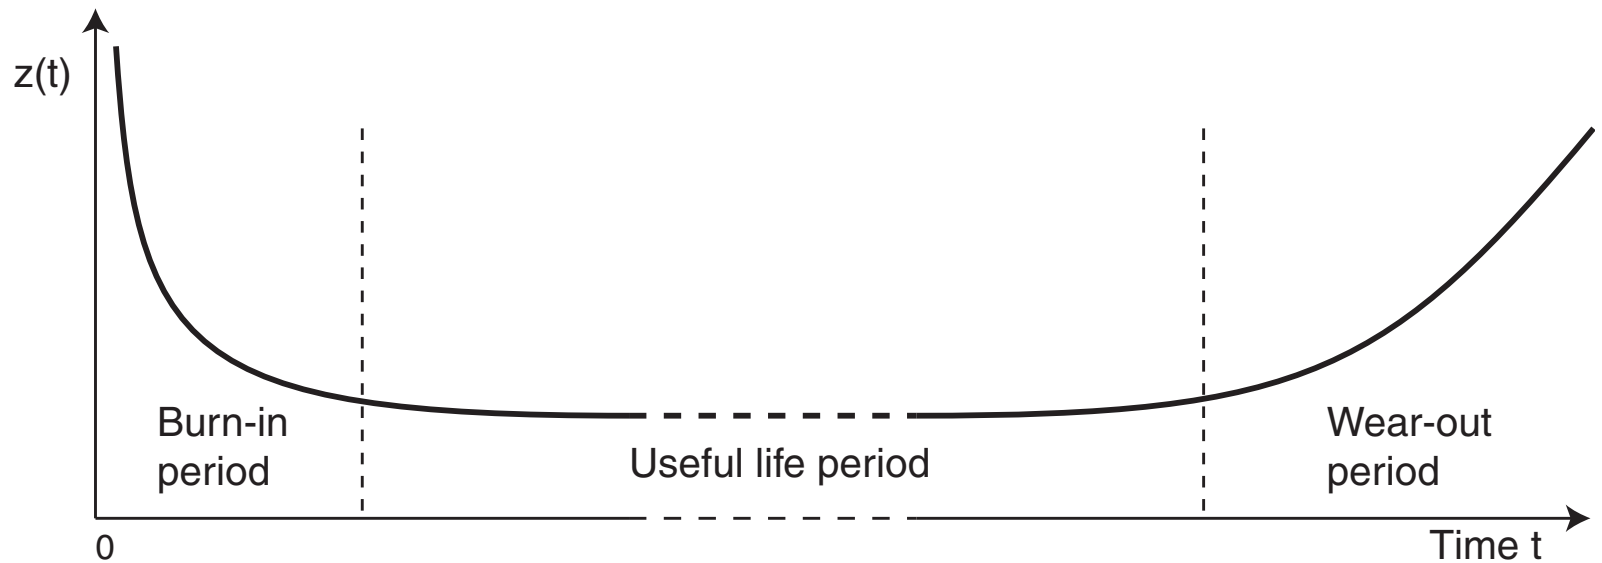 z(t)
Burn-in
period
Useful life period
Wear-out
period
0
Time t